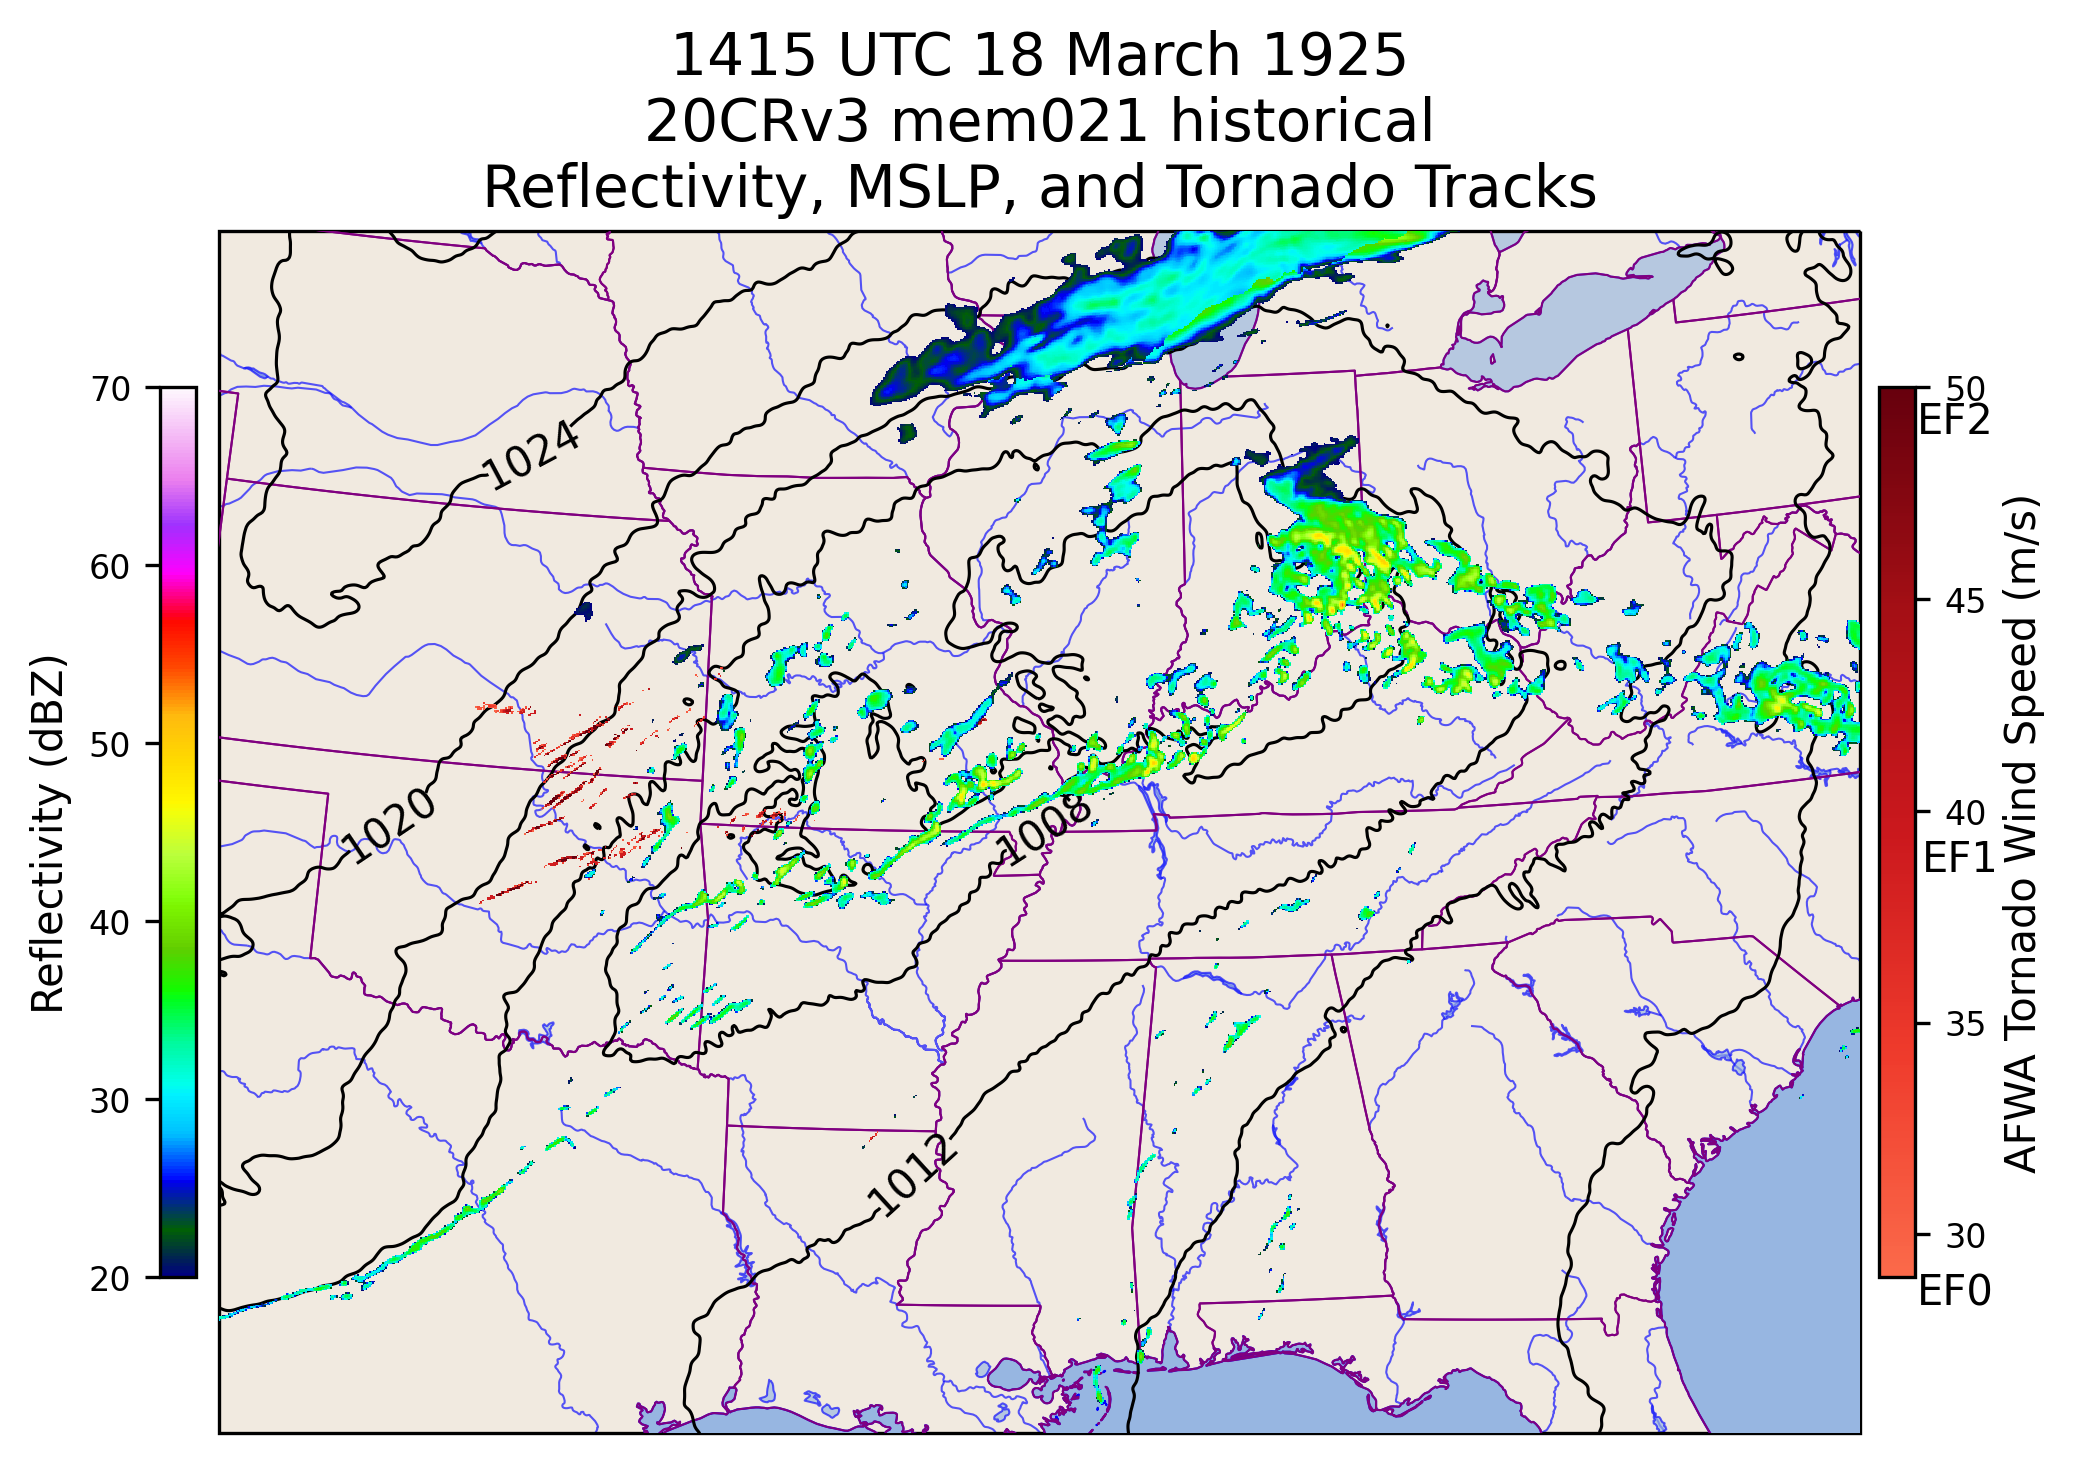 1415 UTC 18 March 1925
20CRv3 mem021 historical
Reflectivity, MSLP, and Tornado Tracks
70
60
50
40
30
20
Reflectivity (dBZ)
1024
1020
1008
1012
50
EF2
45
40
EF1
35
30
EF0
AFWA Tornado Wind Speed (m/s)